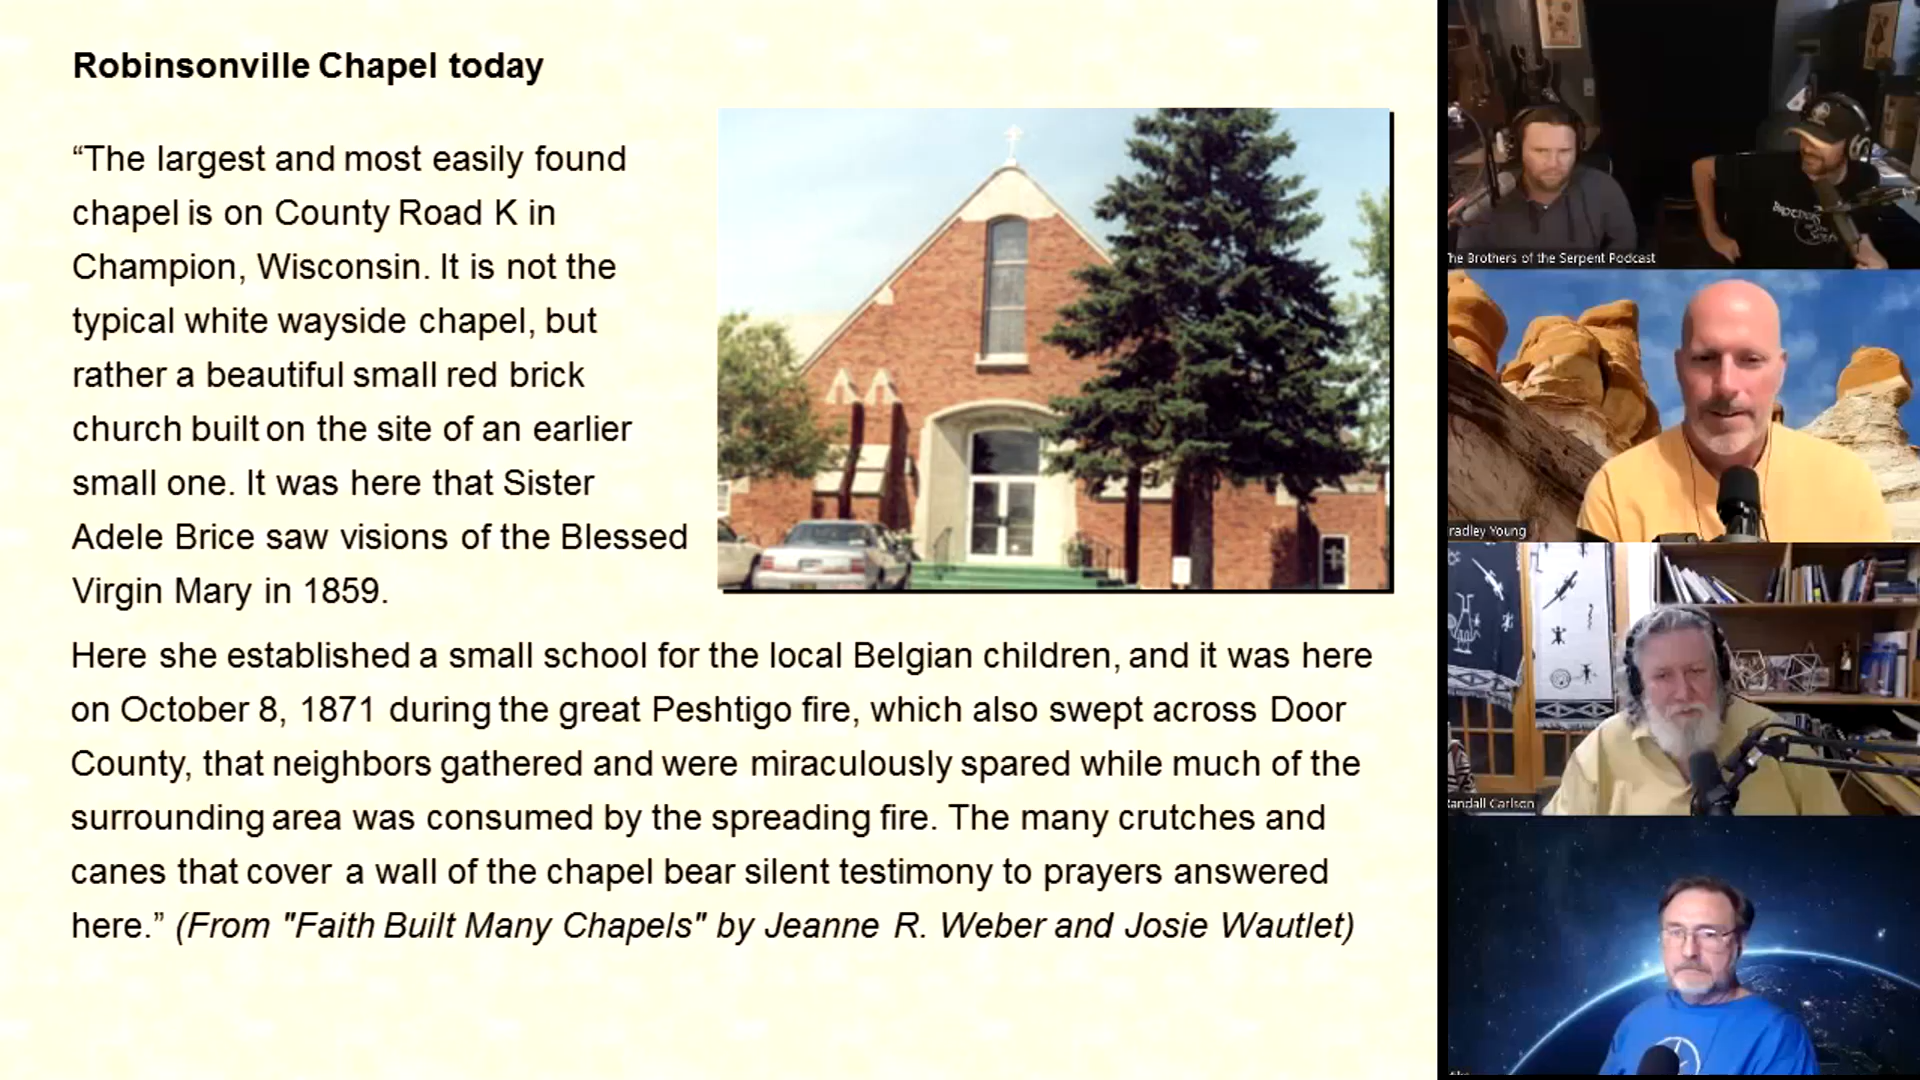 Robinsonville Chapel today
“The largest and most easily found
chapel is on County Road K in
Champion, Wisconsin. It is not the
typical white wayside chapel, but
rather a beautiful small red brick
church built on the site of an earlier
small one. It was here that Sister
Adele Brice saw visions of the Blessed
Virgin Mary in 1859.
Here she established a small school for the local Belgian children, and it was here
on October 8, 1871 during the great Peshtigo fire, which also swept across Door
County, that neighbors gathered and were miraculously spared while much of the
surrounding area was consumed by the spreading fire. The many crutches and
canes that cover a wall of the chapel bear silent testimony to prayers answered
here.” (From "Faith Built Many Chapels" by Jeanne R. Weber and Josie Wautlet)
The Brothers of the Serpent Podcast
radley Young
Randall Carlson